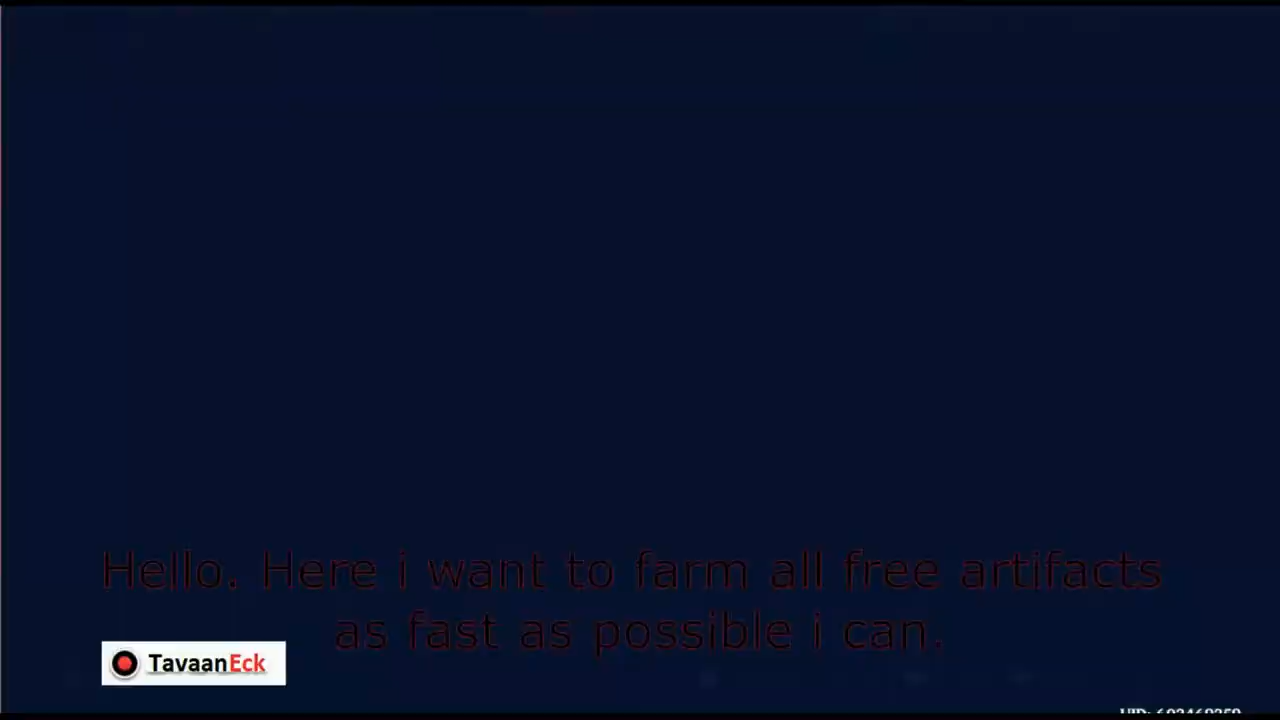 Hello. Here i want to farm all free artifacts
as fast as possible i can.
TavaanEck